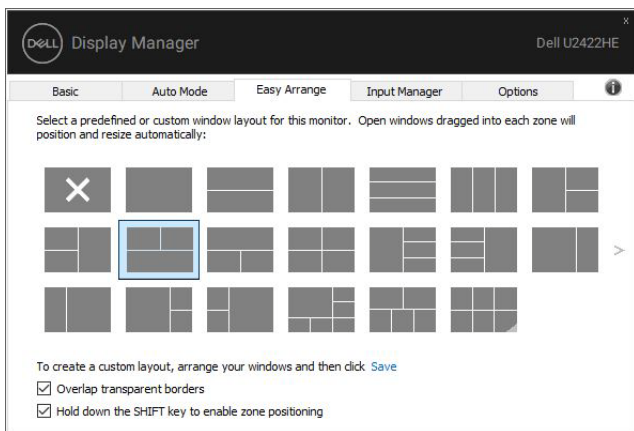 x
DELL Display Manager Dell U2422HE
Basic Auto Mode Easy Arrange Input Manager Options
Select a predefined or custom window layout for this monitor. Open windows dragged into each zone will
position and resize automatically:
>
To create a custom layout, arrange your windows and then click Save
Overlap transparent borders
Hold down the SHIFT key to enable zone positioning